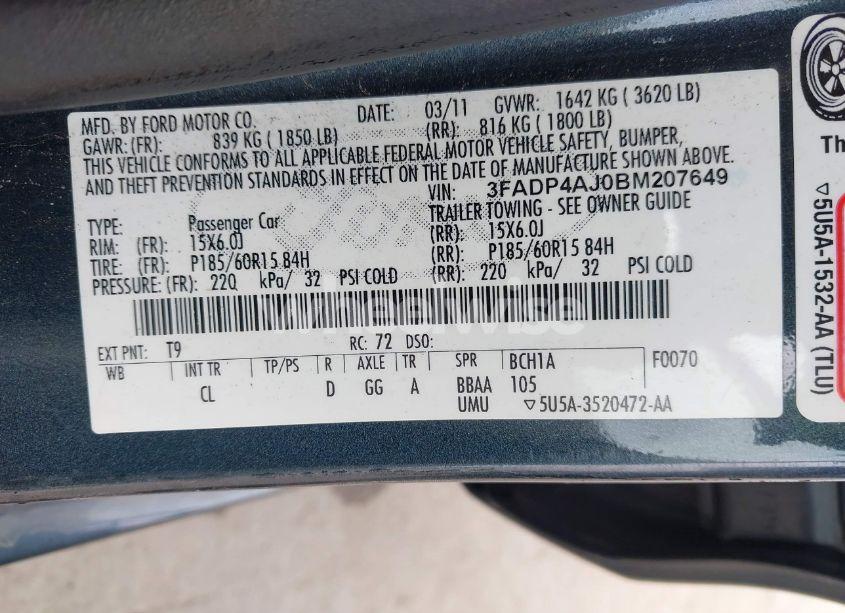 MFD. BY FORD MOTOR CO. DATE: 03/11 GVWR: 1642 KG ( 3620 LB)
GAWR: (FR): 839 KG ( 1850 LB) (RR): 816 KG ( 1800 LB)
THIS VEHICLE CONFORMS TO ALL APPLICABLE FEDERAL MOTOR VEHICLE SAFETY, BUMPER,
AND THEFT PREVENTION STANDARDS IN EFFECT ON THE DATE OF MANUFACTURE SHOWN ABOVE.
VIN: 3FADP4AJ0BM207649
TYPE: Passenger Car TRAILER TOWING - SEE OWNER GUIDE
RIM: (FR): 15X6.0J (RR): 15X6.0J
TIRE: (FR): P185/60R15 84H (RR): P185/60R15 84H
PRESSURE: (FR): 220 kPa/ 32 PSI COLD (RR): 220 kPa/ 32 PSI COLD
wheelerwise
EXT PNT: T9 RC: 72 DSO:
WB INT TR TP/PS R AXLE TR SPR BCH1A F0070
CL D GG A BBAA 105
UMU ▽5U5A-3520472-AA
Th
▽5U5A-1532-AA (TLU)